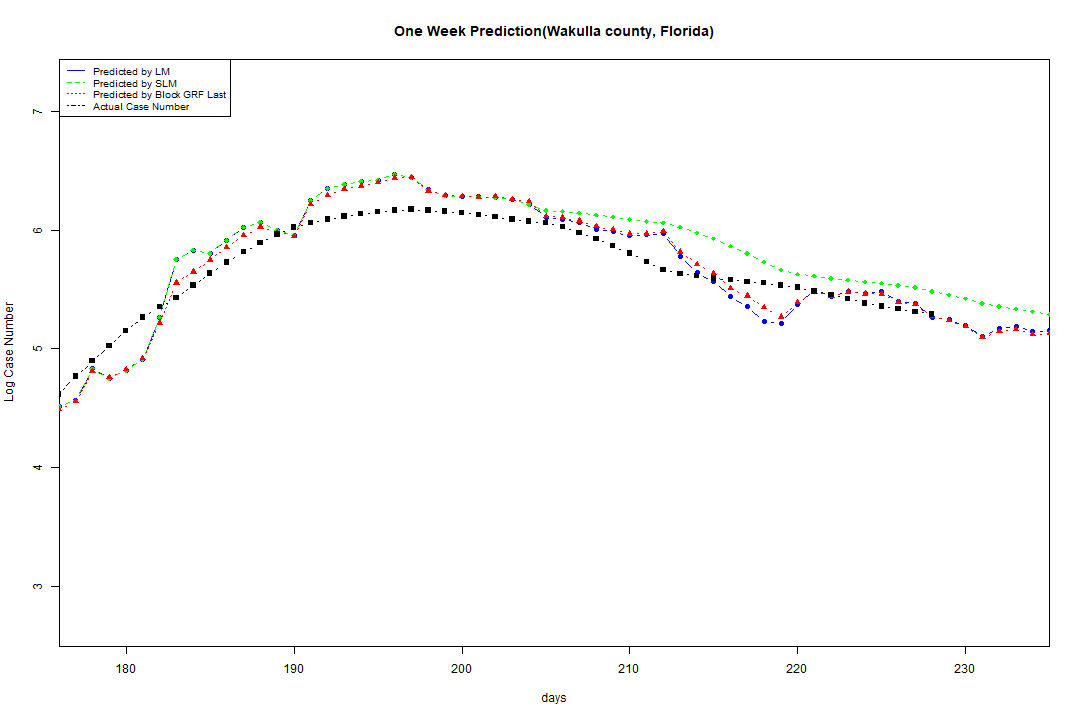 One Week Prediction(Wakulla county, Florida)
Predicted by LM
Predicted by SLM
Predicted by Block GRF Last
Actual Case Number
7
6
5
4
3
Log Case Number
180 190 200 210 220 230
days